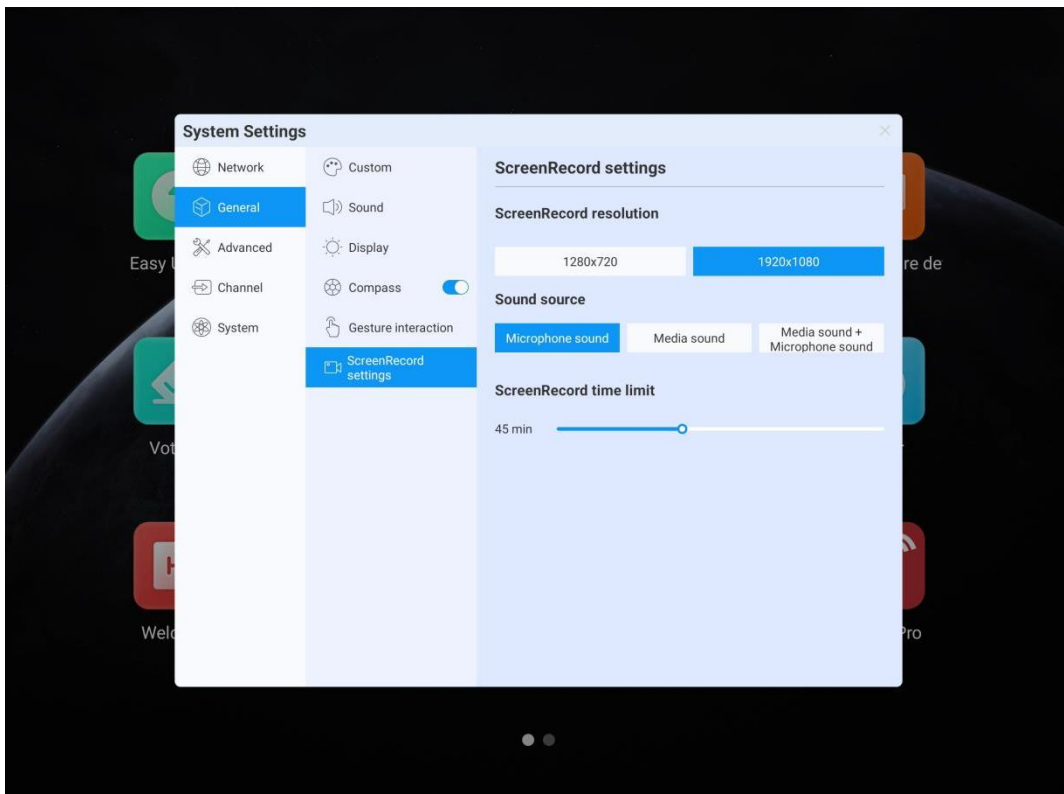 System Settings
Network
General
Advanced
Channel
System
Custom
Sound
Display
Compass
Gesture interaction
ScreenRecord
settings
ScreenRecord settings
ScreenRecord resolution
1280x720
1920x1080
Sound source
Microphone sound
Media sound
Media sound +
Microphone sound
ScreenRecord time limit
45 min
Easy
re de
Vot
Welc
Pro